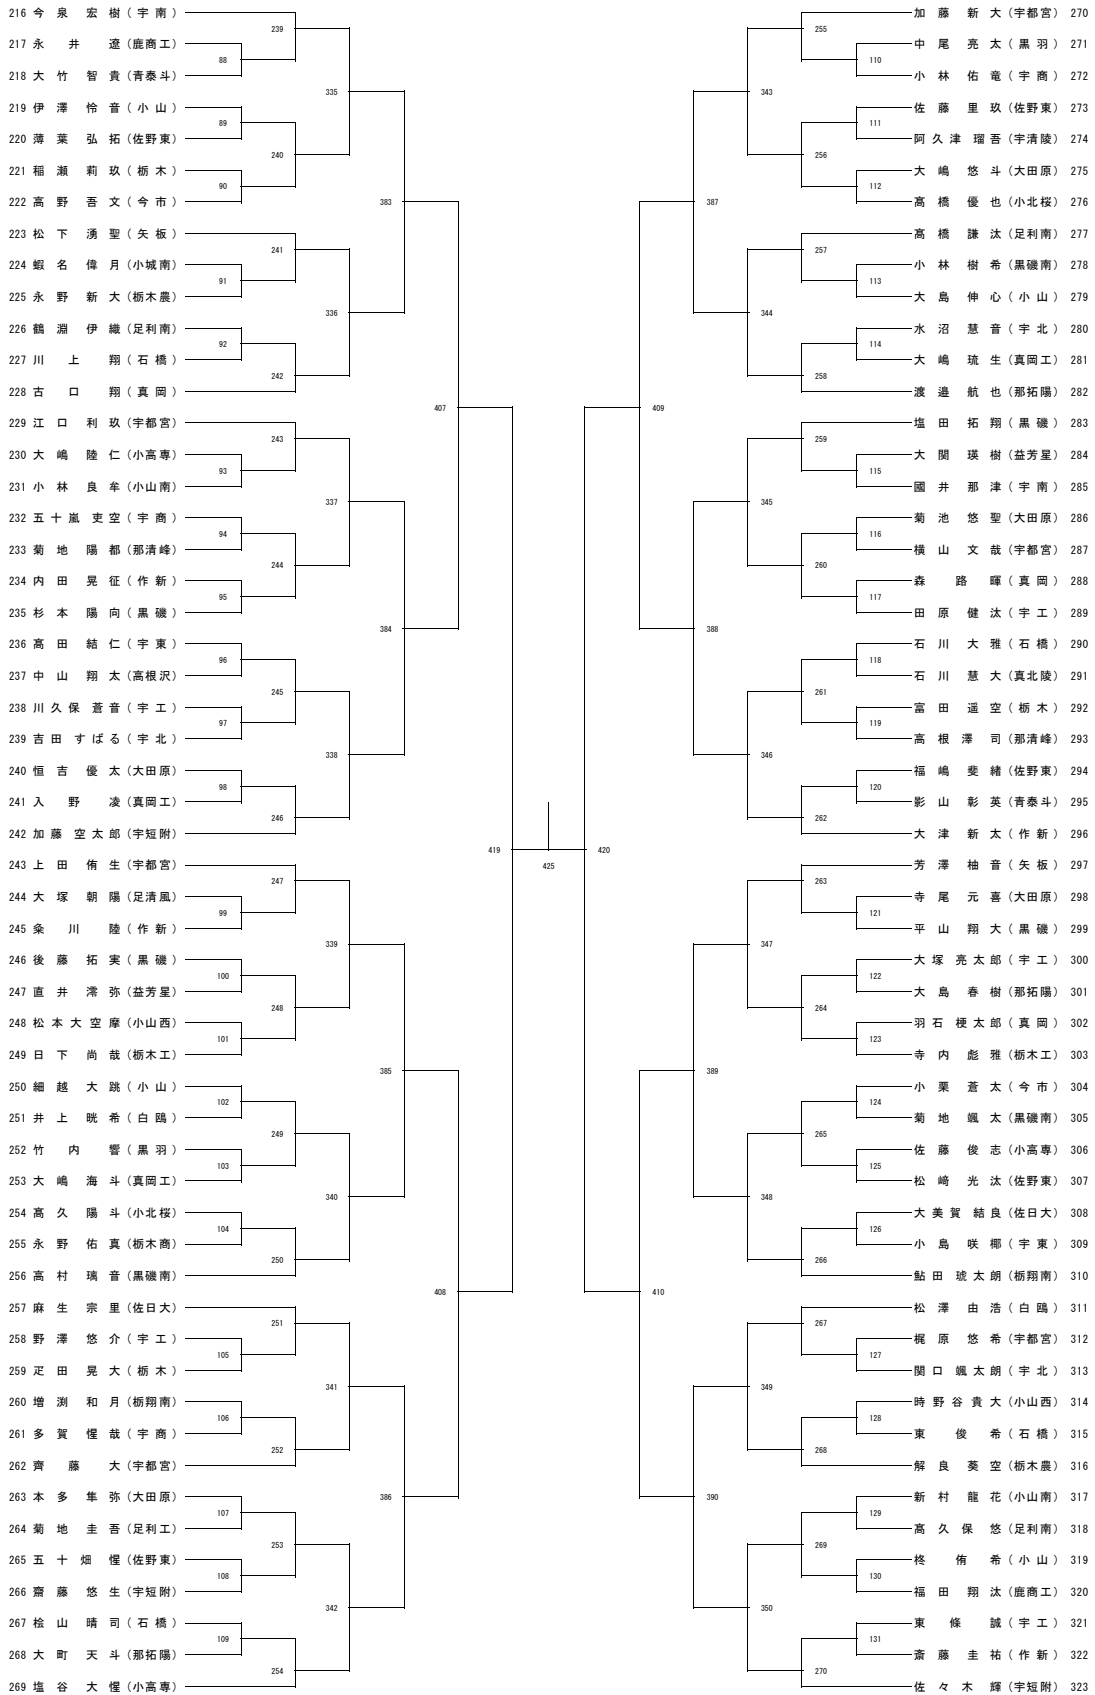 216 今泉 宏樹 (宇南)
217 永井 遼 (鹿商工)
218 大竹 智貴 (青泰斗)
219 伊澤 怜音 (小山)
220 薄葉 弘拓 (佐野東)
221 稲瀬 莉玖 (栃木)
222 高野 吾文 (今市)
223 松下 湧聖 (矢板)
224 蝦名 偉月 (小城南)
225 永野 新大 (栃木農)
226 鶴淵 伊織 (足利南)
227 川上 翔 (石橋)
228 古口 翔 (真岡)
229 江口 利玖 (宇都宮)
230 大嶋 陸仁 (小高専)
231 小林 良牟 (小山南)
232 五十嵐 吏空 (宇商)
233 菊地 陽都 (那清峰)
234 内田 晃征 (作新)
235 杉本 陽向 (黒磯)
236 髙田 結仁 (宇東)
237 中山 翔太 (高根沢)
238 川久保 蒼音 (宇工)
239 吉田 すばる (宇北)
240 恒吉 優太 (大田原)
241 入野 凌 (真岡工)
242 加藤 空太郎 (宇短附)
243 上田 侑生 (宇都宮)
244 大塚 朝陽 (足清風)
245 粂川 陸 (作新)
246 後藤 拓実 (黒磯)
247 直井 澪弥 (益芳星)
248 松本 大空摩 (小山西)
249 日下 尚哉 (栃木工)
250 細越 大跳 (小山)
251 井上 晄希 (白鴎)
252 竹内 響 (黒羽)
253 大嶋 海斗 (真岡工)
254 髙久 陽斗 (小北桜)
255 永野 佑真 (栃木商)
256 高村 璃音 (黒磯南)
257 麻生 宗里 (佐日大)
258 野澤 悠介 (宇工)
259 疋田 晃大 (栃木)
260 増渕 和月 (栃翔南)
261 多賀 惺哉 (宇商)
262 齊藤 大 (宇都宮)
263 本多 隼弥 (大田原)
264 菊地 圭吾 (足利工)
265 五十畑 惺 (佐野東)
266 齋藤 悠生 (宇短附)
267 桧山 晴司 (石橋)
268 大町 天斗 (那拓陽)
269 塩谷 大惺 (小高専)
88
89
90
91
92
93
94
95
96
97
98
99
100
101
102
103
104
105
106
107
108
109
239
240
241
242
243
244
245
246
247
248
249
250
251
252
253
254
335
336
337
338
339
340
341
342
383
384
385
386
407
408
419
425
420
409
410
387
388
389
390
343
344
345
346
347
348
349
350
255
256
257
258
259
260
261
262
263
264
265
266
267
268
269
270
110
111
112
113
114
115
116
117
118
119
120
121
122
123
124
125
126
127
128
129
130
131
加藤 新大 (宇都宮) 270
中尾 亮太 (黒羽) 271
小林 佑竜 (宇商) 272
佐藤 里玖 (佐野東) 273
阿久津 瑠吾 (宇清陵) 274
大嶋 悠斗 (大田原) 275
髙橋 優也 (小北桜) 276
髙橋 謙汰 (足利南) 277
小林 樹希 (黒磯南) 278
大島 伸心 (小山) 279
水沼 慧音 (宇北) 280
大嶋 琉生 (真岡工) 281
渡邉 航也 (那拓陽) 282
塩田 拓翔 (黒磯) 283
大関 瑛樹 (益芳星) 284
國井 那津 (宇南) 285
菊池 悠聖 (大田原) 286
横山 文哉 (宇都宮) 287
森 路暉 (真岡) 288
田原 健汰 (宇工) 289
石川 大雅 (石橋) 290
石川 慧大 (真北陵) 291
富田 遥空 (栃木) 292
高根澤 司 (那清峰) 293
福嶋 斐緒 (佐野東) 294
影山 彰英 (青泰斗) 295
大津 新太 (作新) 296
芳澤 柚音 (矢板) 297
寺尾 元喜 (大田原) 298
平山 翔大 (黒磯) 299
大塚 亮太郎 (宇工) 300
大島 春樹 (那拓陽) 301
羽石 梗太郎 (真岡) 302
寺内 彪雅 (栃木工) 303
小栗 蒼太 (今市) 304
菊地 颯太 (黒磯南) 305
佐藤 俊志 (小高専) 306
松﨑 光汰 (佐野東) 307
大美賀 結良 (佐日大) 308
小島 咲椰 (宇東) 309
鮎田 琥太朗 (栃翔南) 310
松澤 由浩 (白鴎) 311
梶原 悠希 (宇都宮) 312
関口 颯太朗 (宇北) 313
時野谷 貴大 (小山西) 314
東 俊希 (石橋) 315
解良 葵空 (栃木農) 316
新村 龍花 (小山南) 317
髙久保 悠 (足利南) 318
柊 侑希 (小山) 319
福田 翔汰 (鹿商工) 320
東條 誠 (宇工) 321
斎藤 圭祐 (作新) 322
佐々木 輝 (宇短附) 323